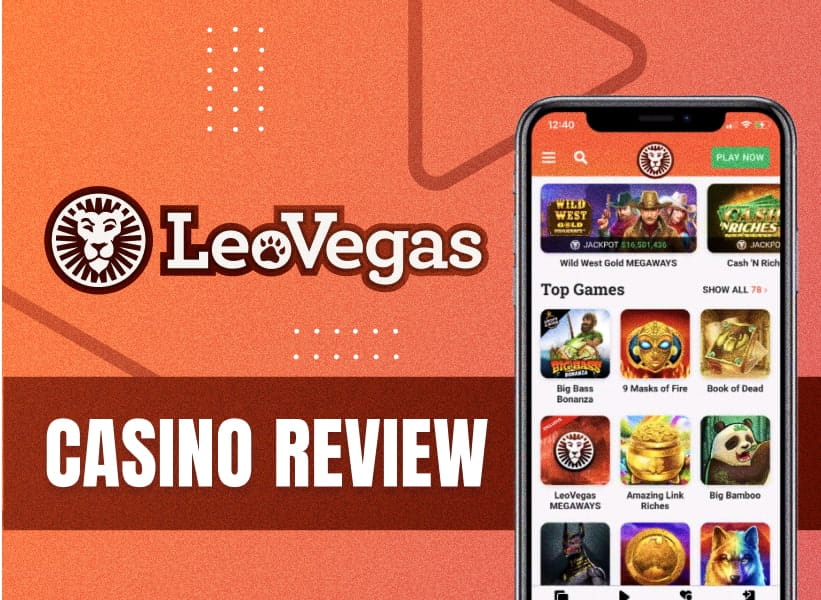 LeoVegas
CASINO REVIEW
12:40
PLAY NOW
WILD WEST GOLD
JACKPOT $16,501,436
CASH 'N RICHES
JACKPO
Wild West Gold MEGAWAYS
Cash 'N Rich
Top Games
SHOW ALL 78 ›
BIG BASS
BONANZA
Big Bass
Bonanza
9 Masks of Fire
Book of Dead
EXCLUSIVE
LeoVegas
MEGAWAYS
Amazing Link
Riches
Big Bamboo